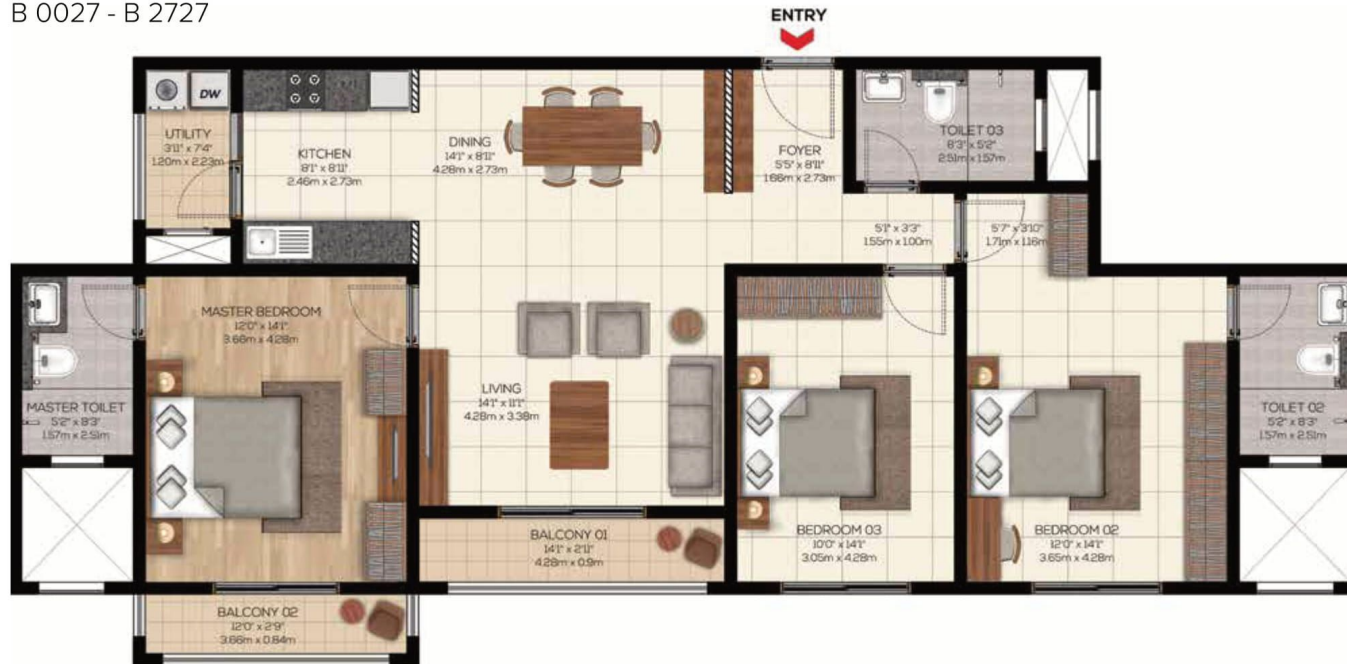 B 0027 - B 2727
ENTRY
DW
UTILITY
3'11" x 7'4"
1.20m x 2.23m
KITCHEN
8'1" x 8'11"
2.46m x 2.73m
DINING
14'1" x 8'11"
4.28m x 2.73m
FOYER
5'5" x 8'11"
1.66m x 2.73m
TOILET 03
8'3" x 5'2"
2.51m x 1.57m
5'1" x 3'3"
1.55m x 1.00m
5'7" x 3'10"
1.71m x 1.16m
MASTER BEDROOM
12'0" x 14'1"
3.66m x 4.28m
LIVING
14'1" x 11'1"
4.28m x 3.38m
MASTER TOILET
5'2" x 8'3"
1.57m x 2.51m
TOILET 02
5'2" x 8'3"
1.57m x 2.51m
BALCONY 01
14'1" x 2'11"
4.28m x 0.9m
BEDROOM 03
10'0" x 14'1"
3.05m x 4.28m
BEDROOM 02
12'0" x 14'1"
3.65m x 4.28m
BALCONY 02
12'0" x 2'9"
3.66m x 0.84m